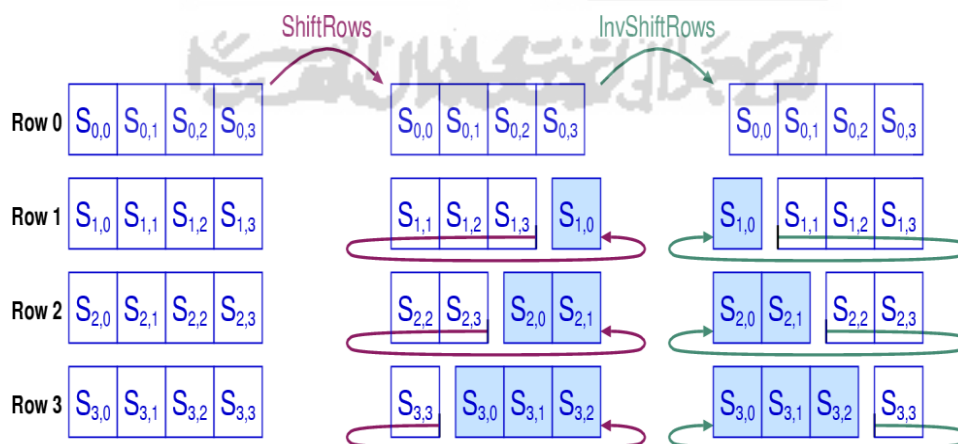 ShiftRows InvShiftRows
Row 0 S0,0 S0,1 S0,2 S0,3 S0,0 S0,1 S0,2 S0,3 S0,0 S0,1 S0,2 S0,3
Row 1 S1,0 S1,1 S1,2 S1,3 S1,1 S1,2 S1,3 S1,0 S1,0 S1,1 S1,2 S1,3
Row 2 S2,0 S2,1 S2,2 S2,3 S2,2 S2,3 S2,0 S2,1 S2,0 S2,1 S2,2 S2,3
Row 3 S3,0 S3,1 S3,2 S3,3 S3,3 S3,0 S3,1 S3,2 S3,0 S3,1 S3,2 S3,3